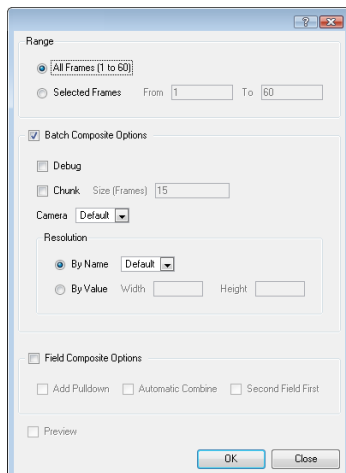 Range
All Frames (1 to 60)
Selected Frames From 1 To 60
Batch Composite Options
Debug
Chunk Size (Frames) 15
Camera Default
Resolution
By Name Default
By Value Width Height
Field Composite Options
Add Pulldown Automatic Combine Second Field First
Preview
OK Close